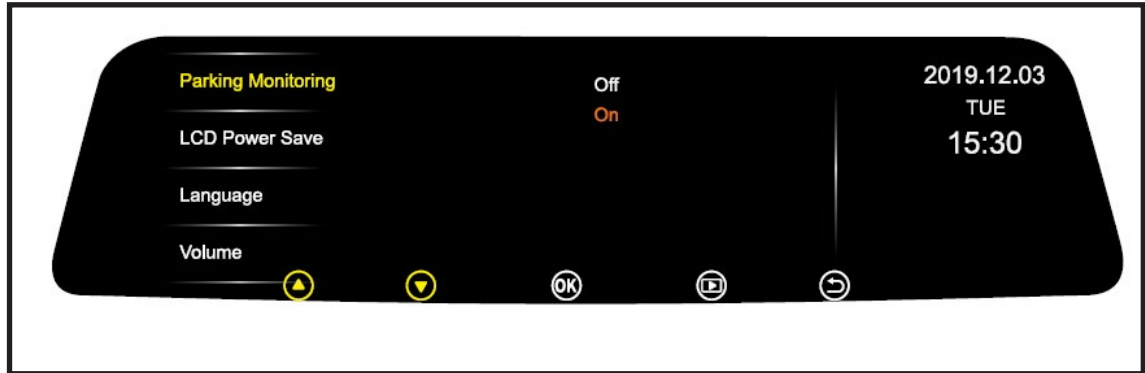 Parking Monitoring
LCD Power Save
Language
Volume
Off
On
2019.12.03
TUE
15:30
OK